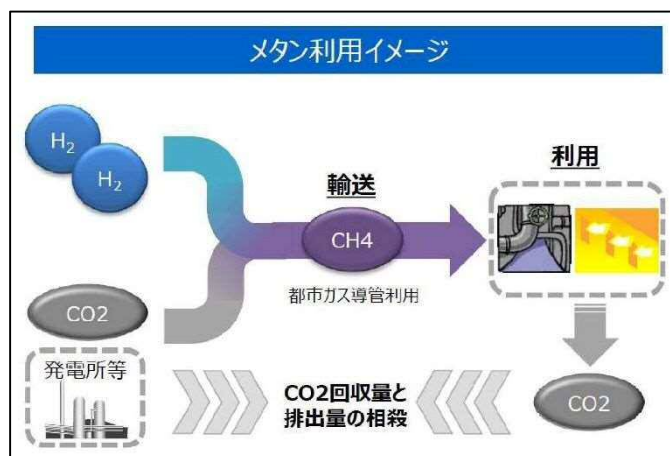 メタン利用イメージ
H₂
H₂
輸送
利用
CH4
都市ガス導管利用
CO2
発電所等
CO2回収量と
排出量の相殺
CO2